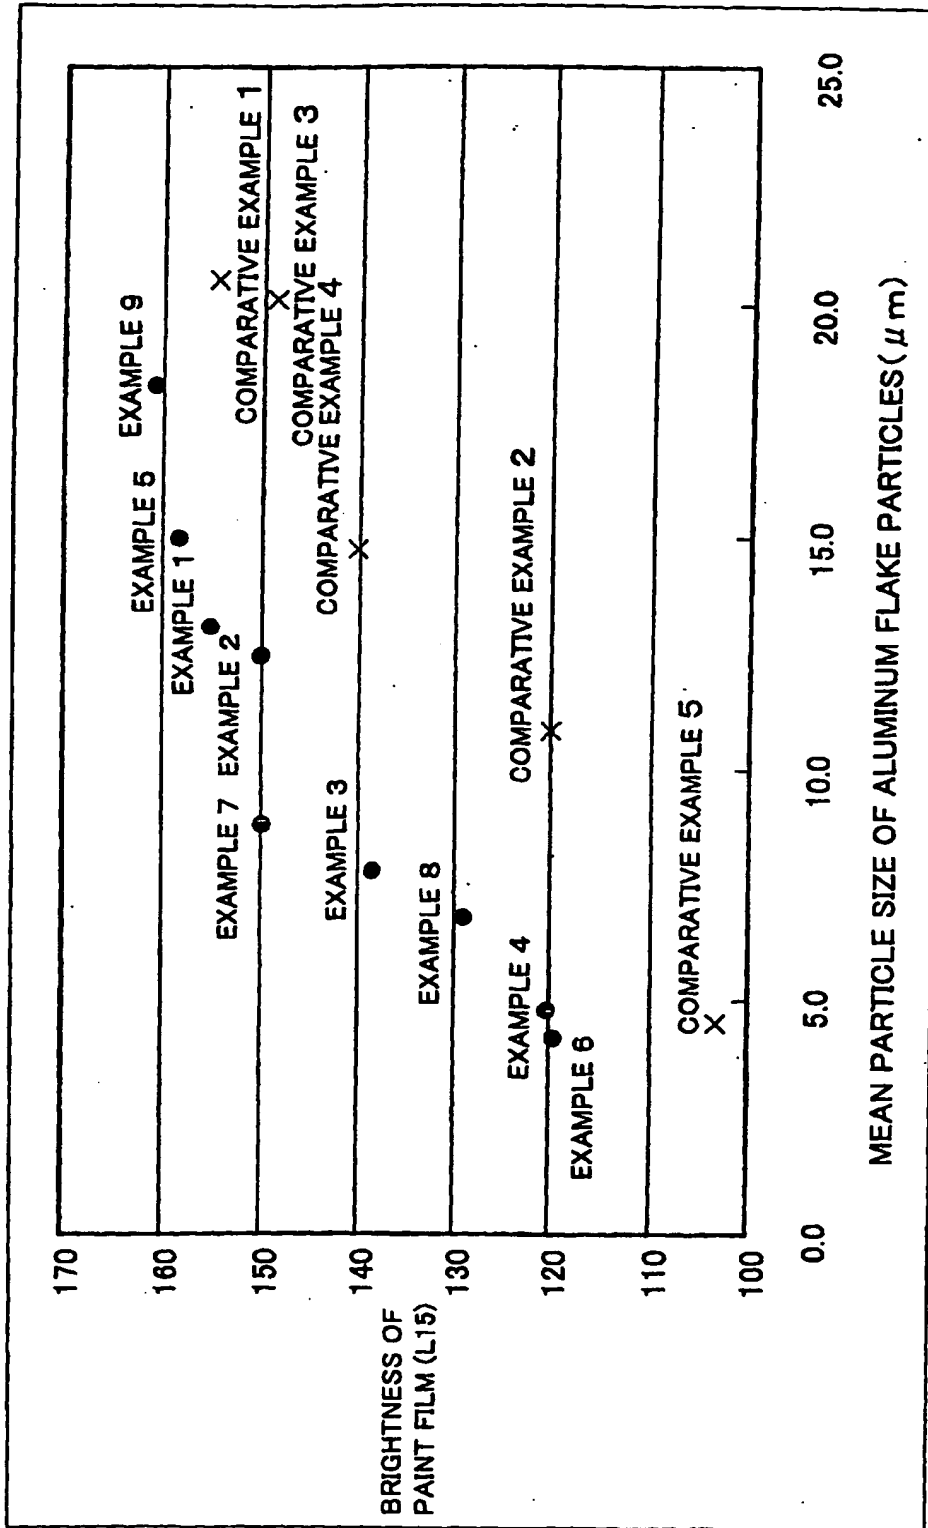 BRIGHTNESS OF
PAINT FILM (L15)
170
160
150
140
130
120
110
100
EXAMPLE 9
EXAMPLE 5
EXAMPLE 1
COMPARATIVE EXAMPLE 1
EXAMPLE 7
EXAMPLE 2
COMPARATIVE EXAMPLE 3
COMPARATIVE EXAMPLE 4
EXAMPLE 3
EXAMPLE 8
EXAMPLE 4
COMPARATIVE EXAMPLE 2
EXAMPLE 6
COMPARATIVE EXAMPLE 5
0.0
5.0
10.0
15.0
20.0
25.0
MEAN PARTICLE SIZE OF ALUMINUM FLAKE PARTICLES(μm)